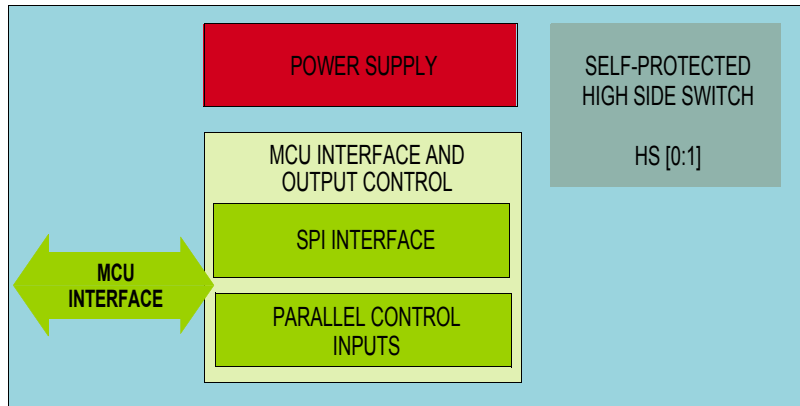 POWER SUPPLY
SELF-PROTECTED
HIGH SIDE SWITCH
HS [0:1]
MCU INTERFACE AND
OUTPUT CONTROL
SPI INTERFACE
MCU
INTERFACE
PARALLEL CONTROL
INPUTS